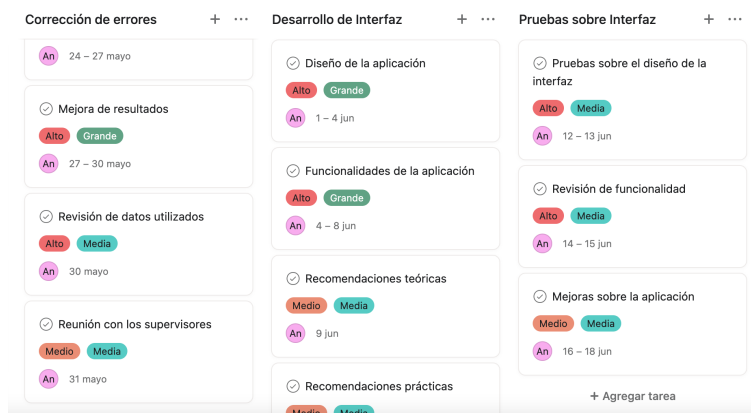 Corrección de errores
An 24 – 27 mayo
Mejora de resultados
Alto Grande
An 27 – 30 mayo
Revisión de datos utilizados
Alto Media
An 30 mayo
Reunión con los supervisores
Medio Media
An 31 mayo
Desarrollo de Interfaz
Diseño de la aplicación
Alto Grande
An 1 – 4 jun
Funcionalidades de la aplicación
Alto Grande
An 4 – 8 jun
Recomendaciones teóricas
Medio Media
An 9 jun
Recomendaciones prácticas
Medio Media
Pruebas sobre Interfaz
Pruebas sobre el diseño de la
interfaz
Alto Media
An 12 – 13 jun
Revisión de funcionalidad
Alto Media
An 14 – 15 jun
Mejoras sobre la aplicación
Medio Media
An 16 – 18 jun
+ Agregar tarea